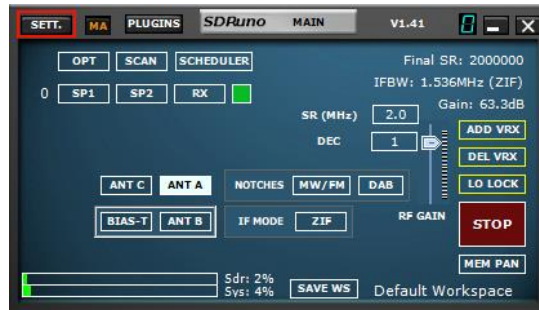 SETT. MA PLUGINS SDRuno MAIN V1.41 8 X
OPT SCAN SCHEDULER Final SR: 2000000
IFBW: 1.536MHz (ZIF)
0 SP1 SP2 RX Gain: 63.3dB
SR (MHz) 2.0
ADD VRX
DEC 1
DEL VRX
ANT C ANT A NOTCHES MW/FM DAB LO LOCK
BIAS-T ANT B IF MODE ZIF RF GAIN STOP
MEM PAN
Sdr: 2%
Sys: 4% SAVE WS Default Workspace